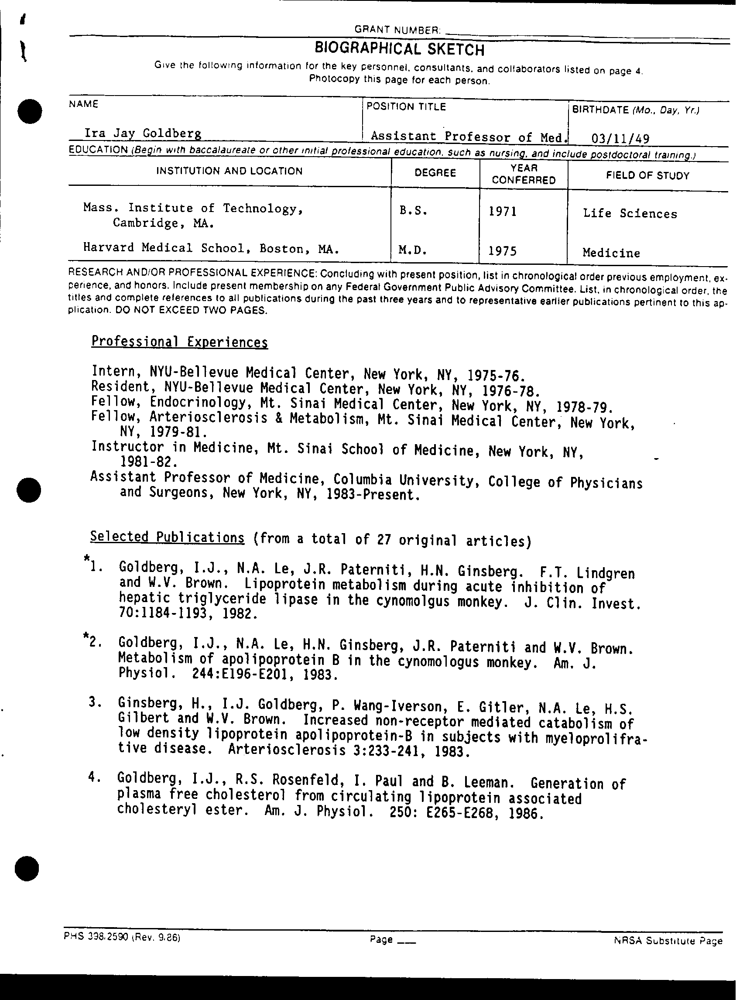 GRANT NUMBER:
BIOGRAPHICAL SKETCH
Give the following information for the key personnel, consultants, and collaborators listed on page 4.
Photocopy this page for each person.
NAME
POSITION TITLE
BIRTHDATE (Mo., Day, Yr.)
Ira Jay Goldberg
Assistant Professor of Med.
03/11/49
EDUCATION (Begin with baccalaureate or other initial professional education, such as nursing, and include postdoctoral training.)
INSTITUTION AND LOCATION
DEGREE
YEAR
CONFERRED
FIELD OF STUDY
Mass. Institute of Technology,
Cambridge, MA.
B.S.
1971
Life Sciences
Harvard Medical School, Boston, MA.
M.D.
1975
Medicine
RESEARCH AND/OR PROFESSIONAL EXPERIENCE: Concluding with present position, list in chronological order previous employment, ex-
perience, and honors. Include present membership on any Federal Government Public Advisory Committee. List, in chronological order, the
titles and complete references to all publications during the past three years and to representative earlier publications pertinent to this ap-
plication. DO NOT EXCEED TWO PAGES.
Professional Experiences
Intern, NYU-Bellevue Medical Center, New York, NY, 1975-76.
Resident, NYU-Bellevue Medical Center, New York, NY, 1976-78.
Fellow, Endocrinology, Mt. Sinai Medical Center, New York, NY, 1978-79.
Fellow, Arteriosclerosis & Metabolism, Mt. Sinai Medical Center, New York,
NY, 1979-81.
Instructor in Medicine, Mt. Sinai School of Medicine, New York, NY,
1981-82.
Assistant Professor of Medicine, Columbia University, College of Physicians
and Surgeons, New York, NY, 1983-Present.
Selected Publications (from a total of 27 original articles)
*1. Goldberg, I.J., N.A. Le, J.R. Paterniti, H.N. Ginsberg. F.T. Lindgren
and W.V. Brown. Lipoprotein metabolism during acute inhibition of
hepatic triglyceride lipase in the cynomolgus monkey. J. Clin. Invest.
70:1184-1193, 1982.
*2. Goldberg, I.J., N.A. Le, H.N. Ginsberg, J.R. Paterniti and W.V. Brown.
Metabolism of apolipoprotein B in the cynomologus monkey. Am. J.
Physiol. 244:E196-E201, 1983.
3. Ginsberg, H., I.J. Goldberg, P. Wang-Iverson, E. Gitler, N.A. Le, H.S.
Gilbert and W.V. Brown. Increased non-receptor mediated catabolism of
low density lipoprotein apolipoprotein-B in subjects with myeloprolifra-
tive disease. Arteriosclerosis 3:233-241, 1983.
4. Goldberg, I.J., R.S. Rosenfeld, I. Paul and B. Leeman. Generation of
plasma free cholesterol from circulating lipoprotein associated
cholesteryl ester. Am. J. Physiol. 250: E265-E268, 1986.
PHS 398.2590 (Rev. 9.86)
Page
NRSA Substitute Page